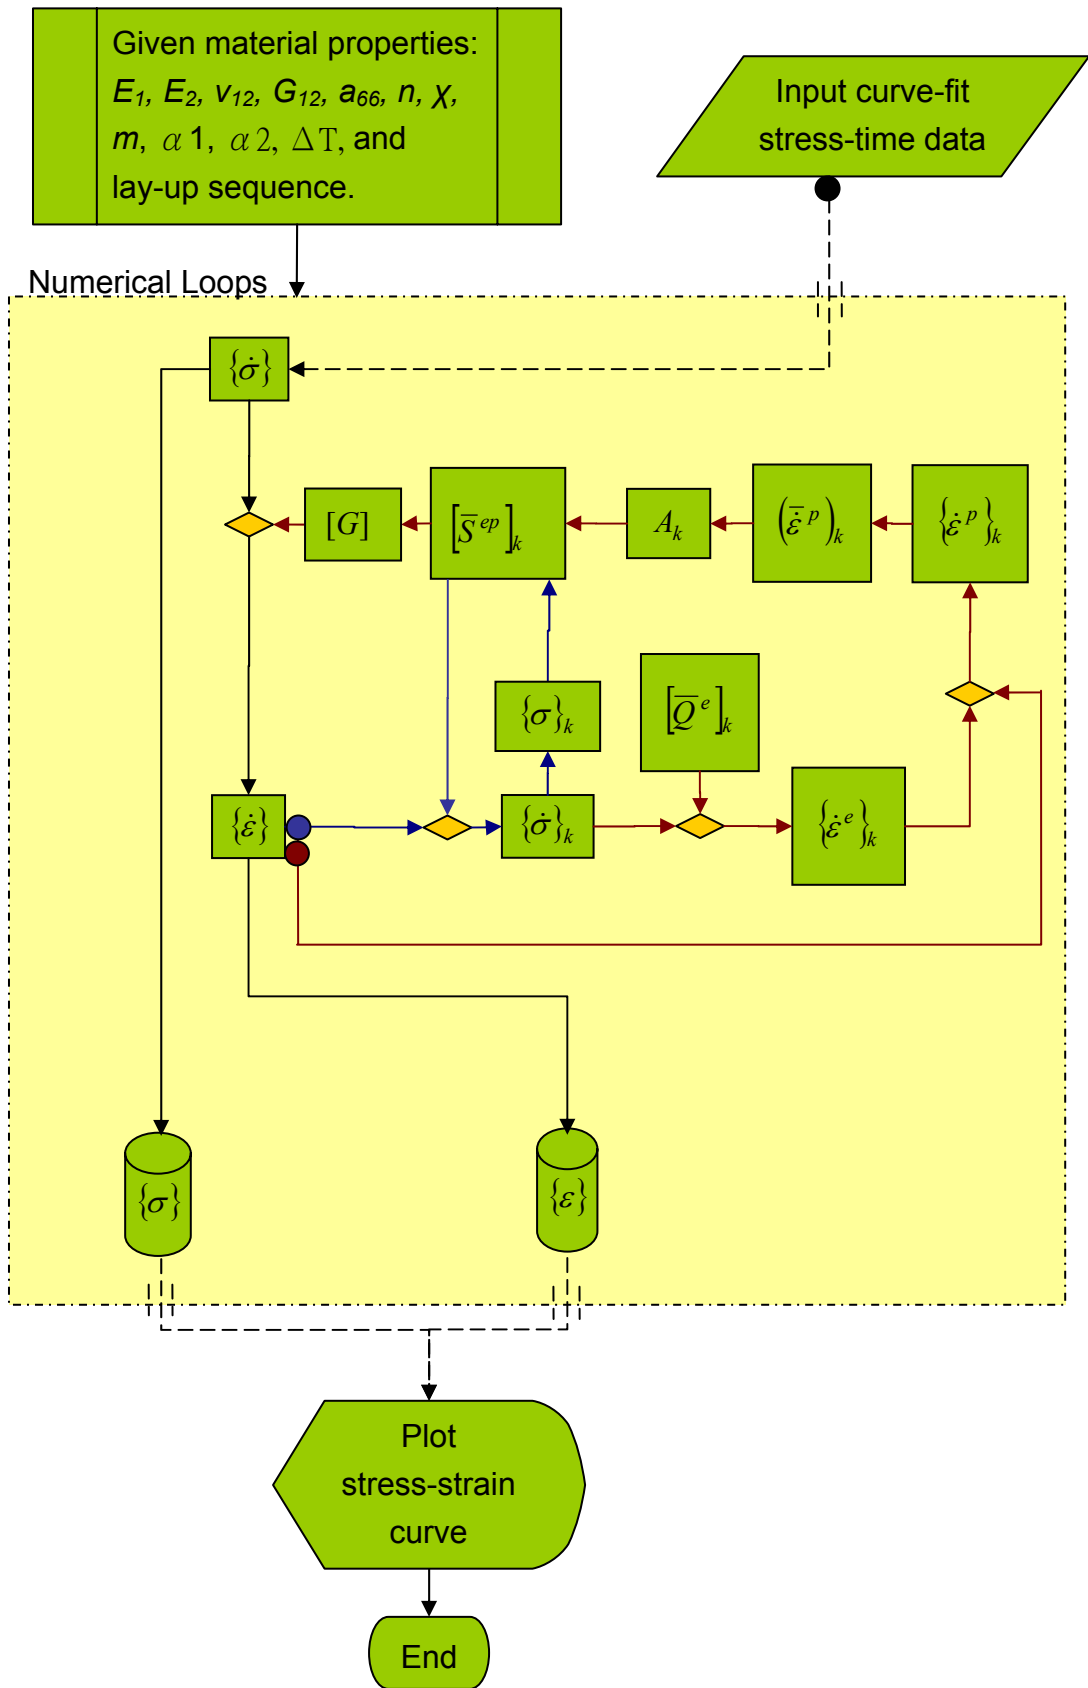 Given material properties:
E₁, E₂, ν₁₂, G₁₂, a₆₆, n, χ,
m, α1, α2, ΔT, and
lay-up sequence.
Input curve-fit
stress-time data
Numerical Loops
{σ̇}
[G]
[S̄ᵉᵖ]ₖ
Aₖ
(ε̄̇ᵖ)ₖ
{ε̇ᵖ}ₖ
{σ}ₖ
[Q̄ᵉ]ₖ
{ε̇}
{σ̇}ₖ
{ε̇ᵉ}ₖ
{σ}
{ε}
Plot
stress-strain
curve
End